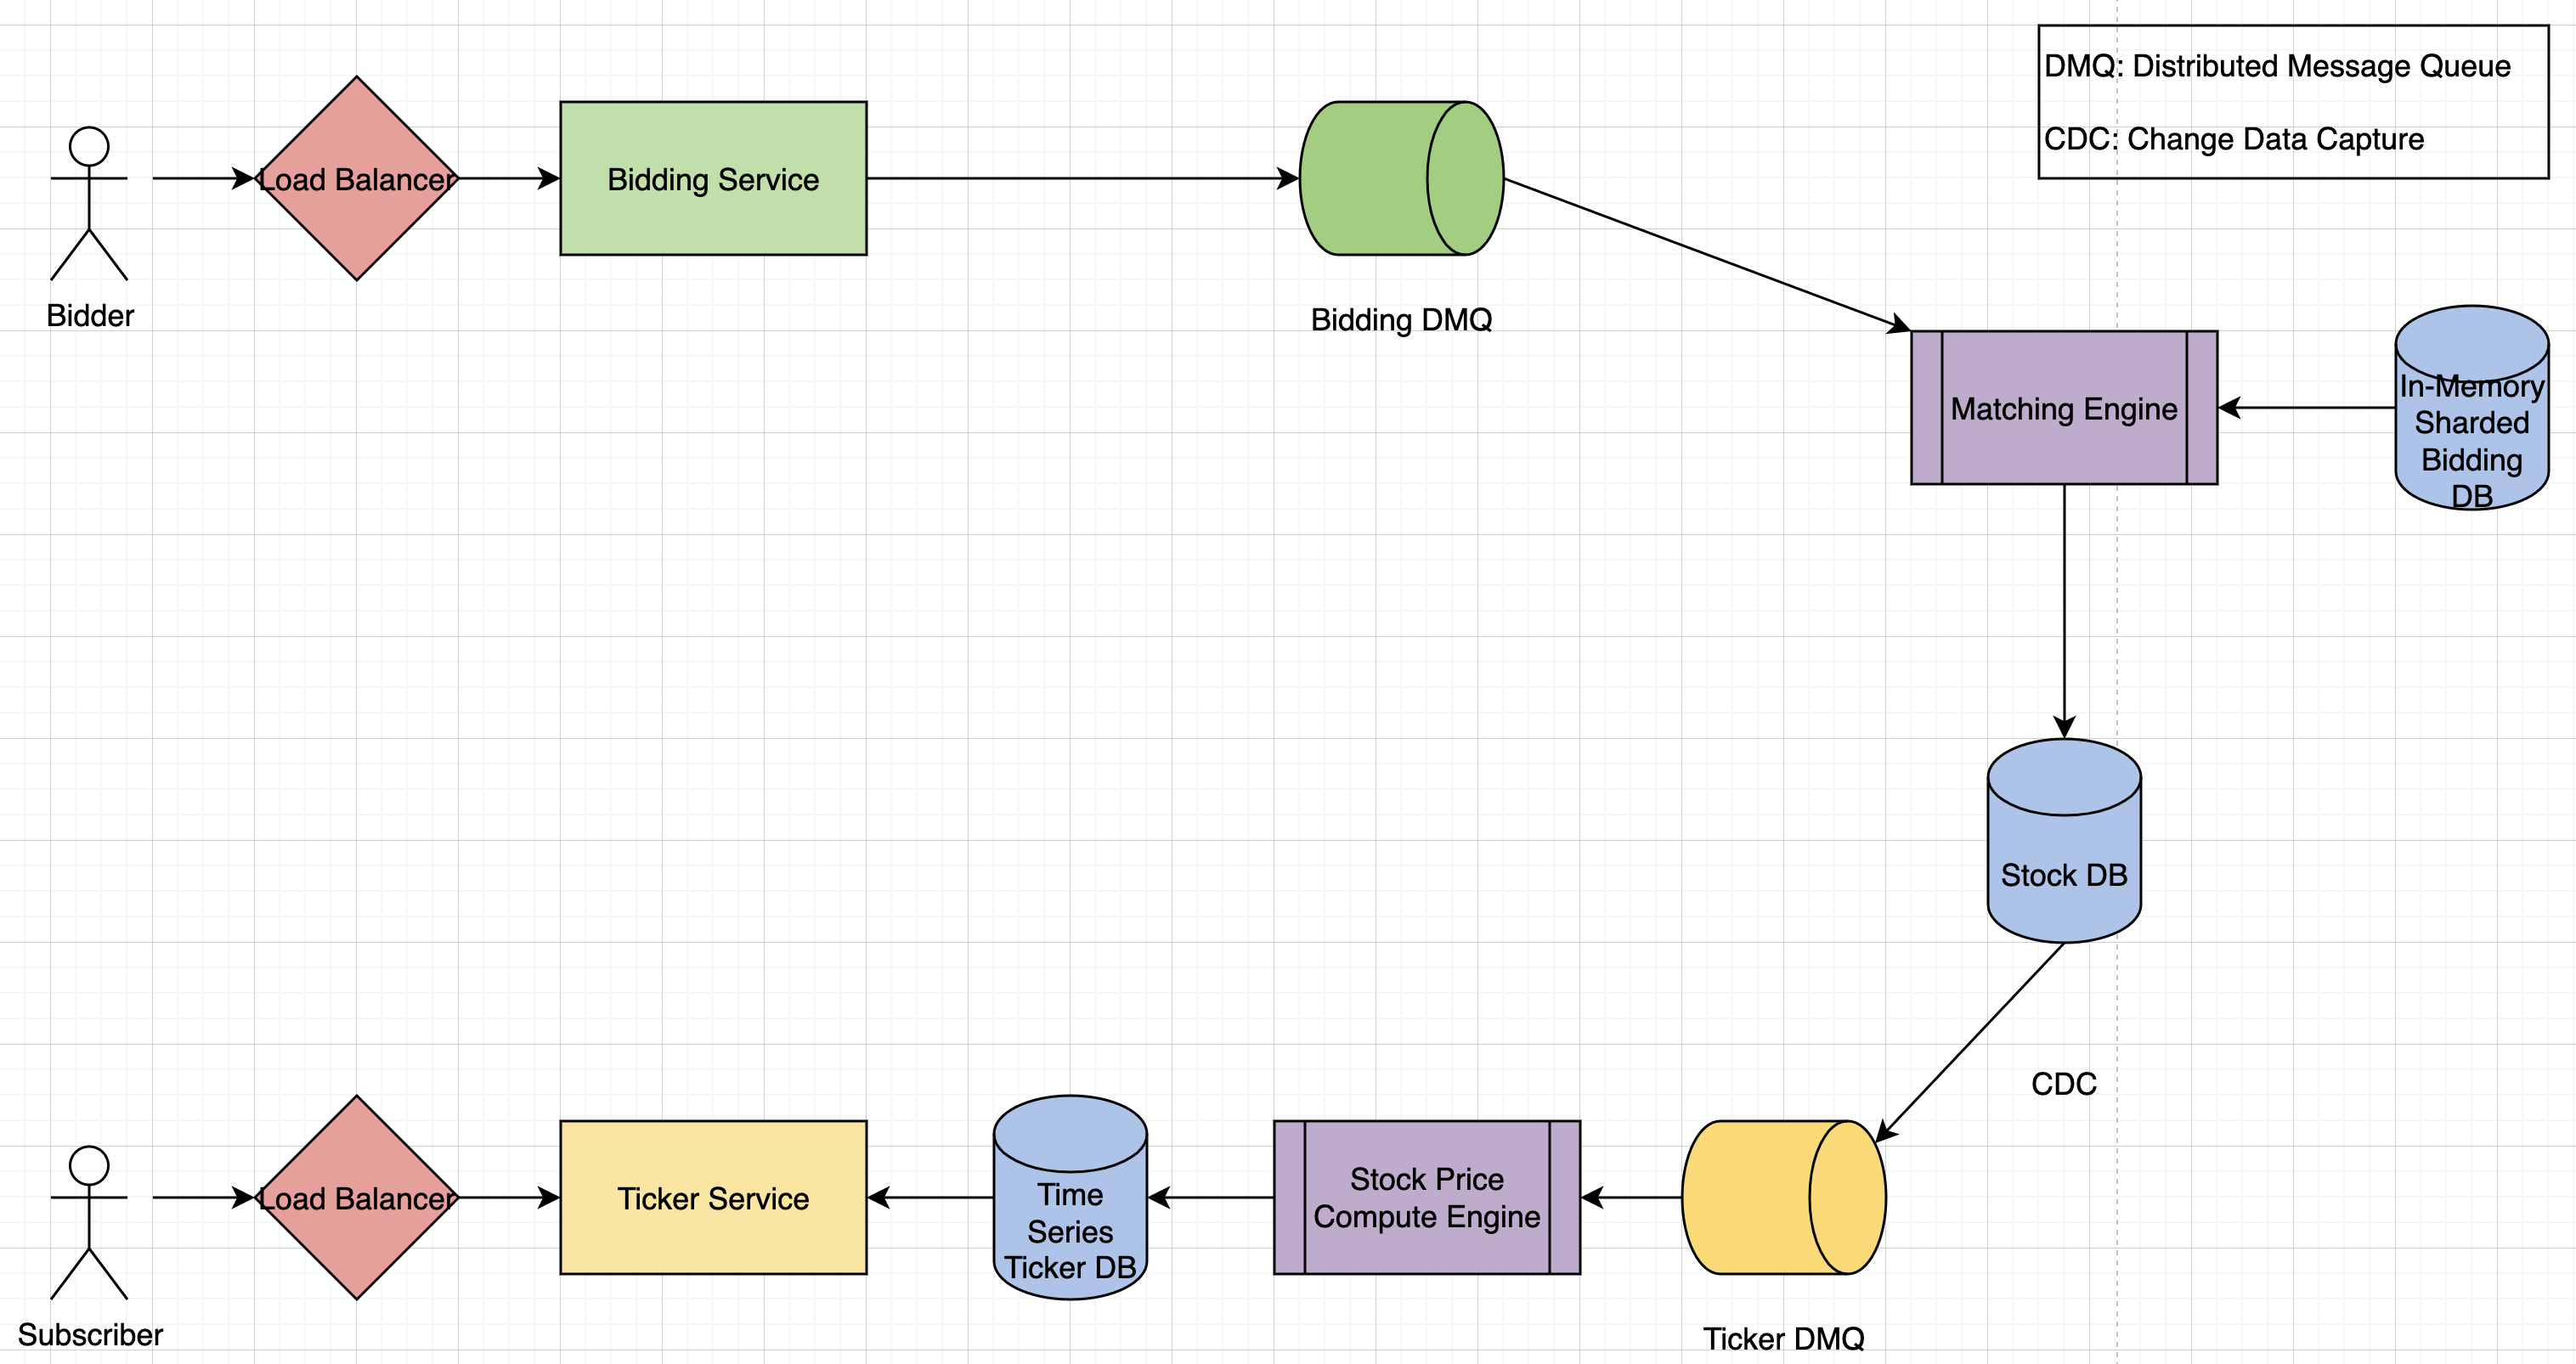 DMQ: Distributed Message Queue
CDC: Change Data Capture
Load Balancer
Bidding Service
Bidder
Bidding DMQ
Matching Engine
In-Memory
Sharded
Bidding
DB
Stock DB
CDC
Load Balancer
Ticker Service
Time
Series
Ticker DB
Stock Price
Compute Engine
Subscriber
Ticker DMQ